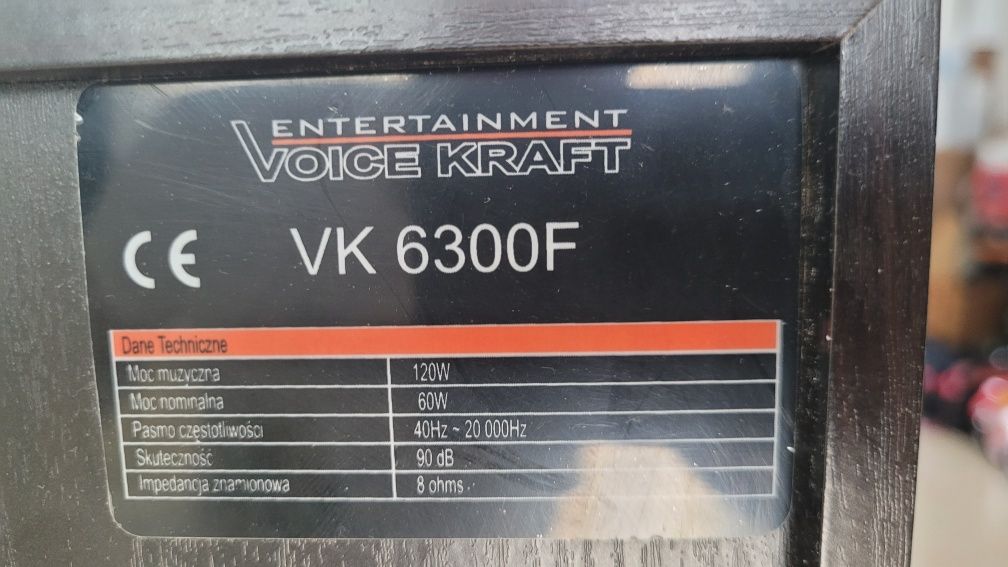 ENTERTAINMENT
VOICE KRAFT
CE VK 6300F
Dane Techniczne
Moc muzyczna 120W
Moc nominalna 60W
Pasmo częstotliwości 40Hz ~ 20 000Hz
Skuteczność 90 dB
Impedancja znamionowa 8 ohms